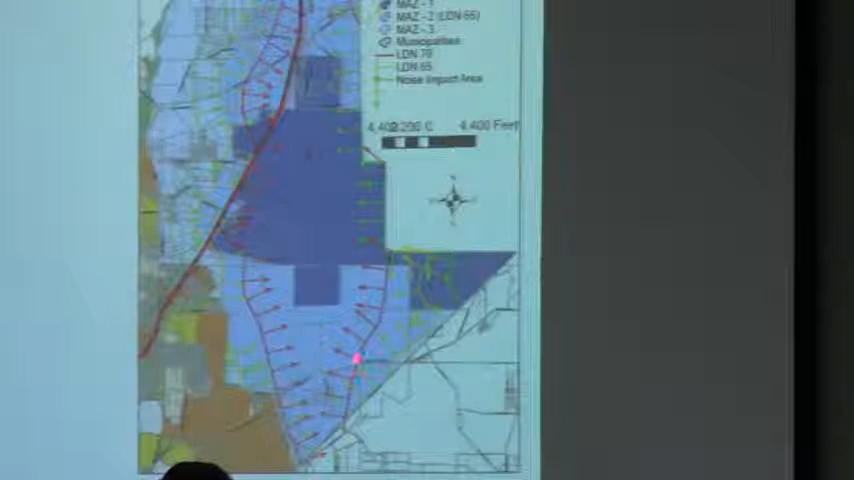 MAZ - 1
MAZ - 2 (LDN 65)
MAZ - 3
Municipalities
LDN 70
LDN 65
Noise Impact Area
4,400 Feet